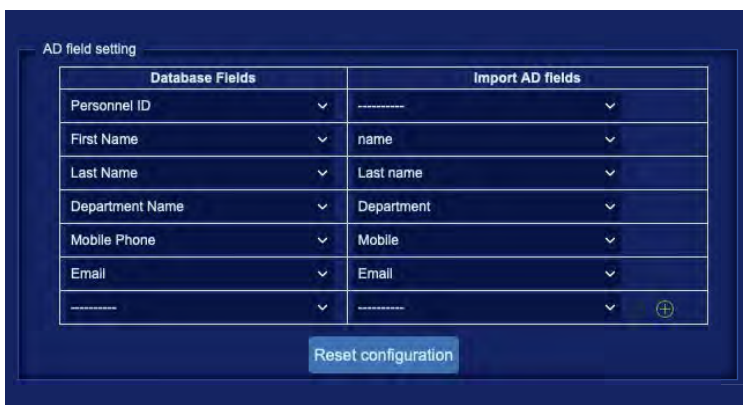 AD field setting
Database Fields Import AD fields
Personnel ID ----------
First Name name
Last Name Last name
Department Name Department
Mobile Phone Mobile
Email Email
---------- ----------
Reset configuration